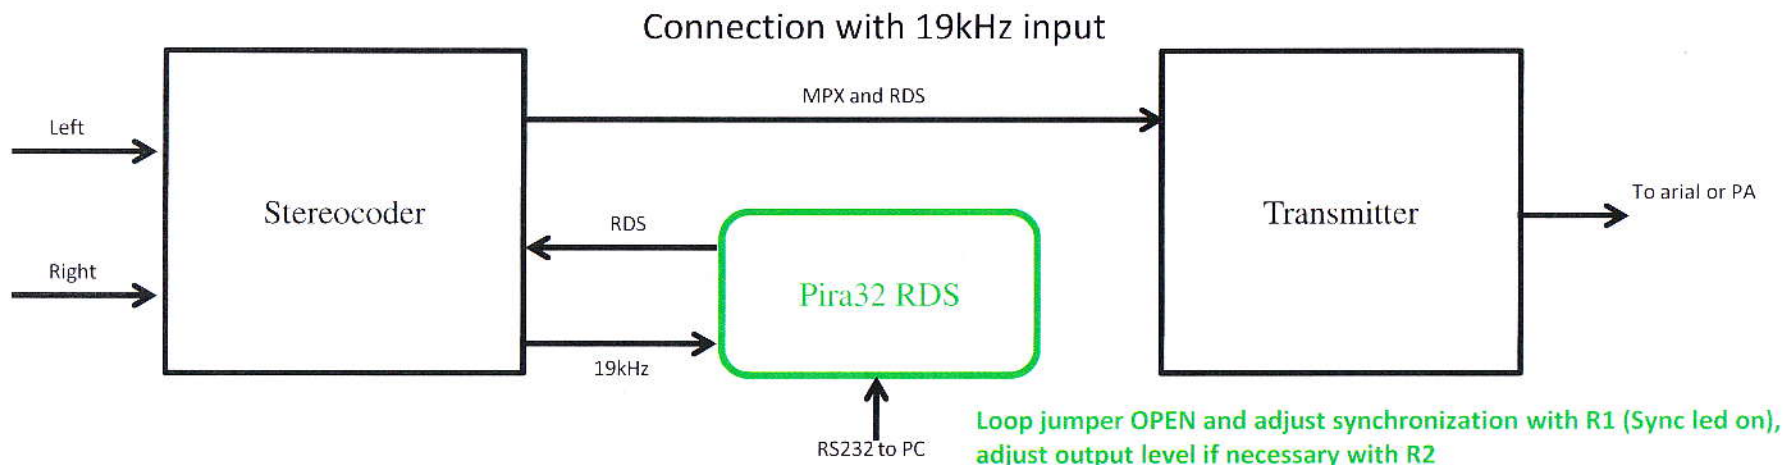 Connection with 19kHz input
MPX and RDS
Left
Stereocoder
RDS
Transmitter
To arial or PA
Right
Pira32 RDS
19kHz
RS232 to PC
Loop jumper OPEN and adjust synchronization with R1 (Sync led on),
adjust output level if necessary with R2